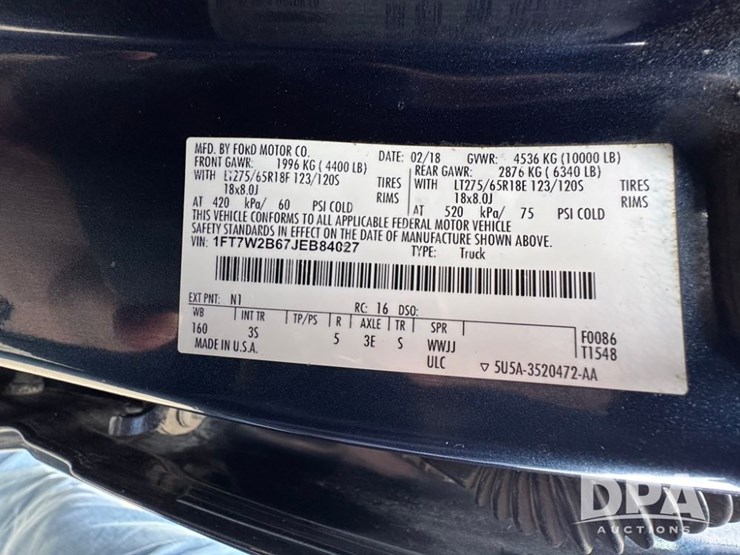 MFD. BY FORD MOTOR CO. DATE: 02/18 GVWR: 4536 KG (10000 LB)
FRONT GAWR: 1996 KG (4400 LB) REAR GAWR: 2876 KG (6340 LB)
WITH LT275/65R18F 123/120S TIRES WITH LT275/65R18E 123/120S TIRES
18x8.0J RIMS 18x8.0J RIMS
AT 420 kPa/ 60 PSI COLD AT 520 kPa/ 75 PSI COLD
THIS VEHICLE CONFORMS TO ALL APPLICABLE FEDERAL MOTOR VEHICLE
SAFETY STANDARDS IN EFFECT ON THE DATE OF MANUFACTURE SHOWN ABOVE.
VIN: 1FT7W2B67JEB84027 TYPE: Truck
EXT PNT: N1 RC: 16 DSO:
WB INT TR TP/PS R AXLE TR SPR F0086
160 3S 5 3E S WWJJ T1548
MADE IN U.S.A. ULC ▽ 5U5A-3520472-AA
DPA
AUCTIONS